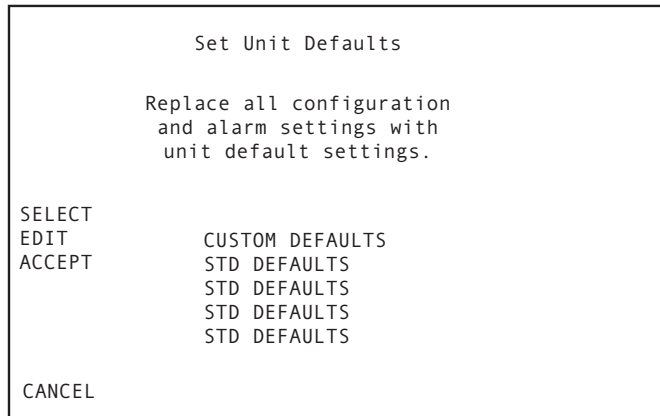 Set Unit Defaults
Replace all configuration
and alarm settings with
unit default settings.
SELECT
EDIT CUSTOM DEFAULTS
ACCEPT STD DEFAULTS
STD DEFAULTS
STD DEFAULTS
STD DEFAULTS
CANCEL